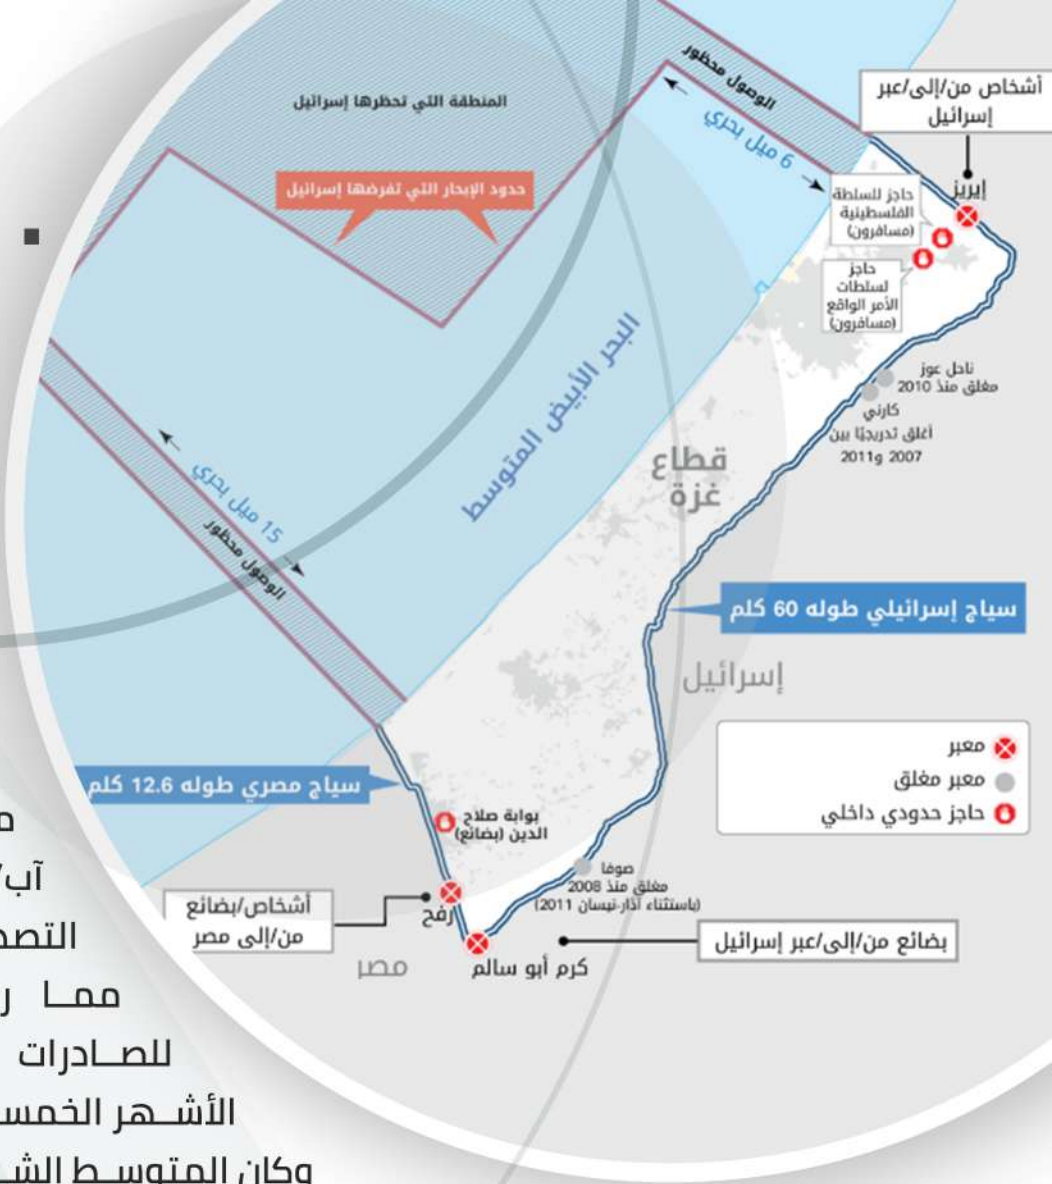 المنطقة التي تحظرها إسرائيل
حدود الإبحار التي تفرضها إسرائيل
الوصول محظور
6 ميل بحري
أشخاص من/إلى/عبر
إسرائيل
إيريز
حاجز للسلطة
الفلسطينية
(مسافرون)
حاجز
لسلطات
الأمر الواقع
(مسافرون)
ناحل عوز
مغلق منذ 2010
كارني
أغلق تدريجيًا بين
2007 و2011
البحر الأبيض المتوسط
قطاع
غزة
15 ميل بحري
الوصول محظور
سياج إسرائيلي طوله 60 كلم
إسرائيل
معبر
معبر مغلق
حاجز حدودي داخلي
سياج مصري طوله 12.6 كلم
بوابة صلاح
الدين (بضائع)
صوفا
مغلق منذ 2008
(باستثناء آذار-نيسان 2011)
أشخاص/بضائع
من/إلى مصر
رفح
كرم أبو سالم
بضائع من/إلى/عبر إسرائيل
مصر
آب/
مما
للصادرات
الأشهر
وكان المتوسط